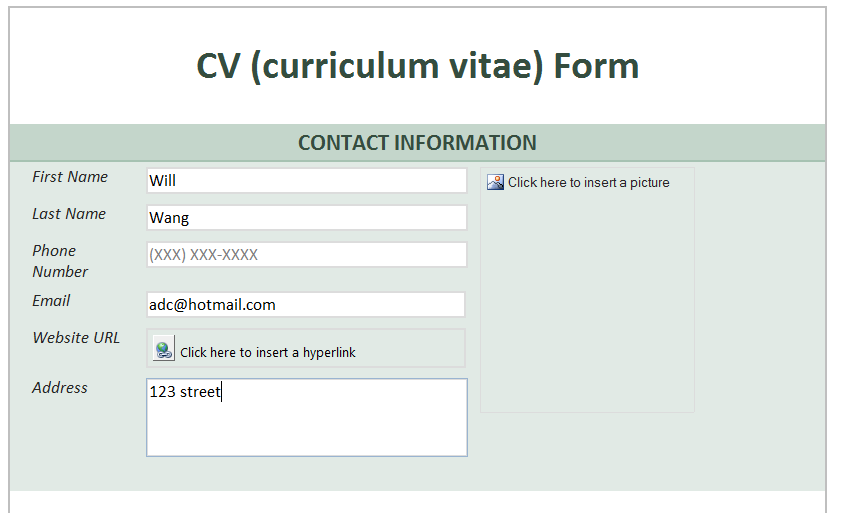 CV (curriculum vitae) Form
CONTACT INFORMATION
First Name
Will
Click here to insert a picture
Last Name
Wang
Phone
Number
(XXX) XXX-XXXX
Email
adc@hotmail.com
Website URL
Click here to insert a hyperlink
Address
123 street